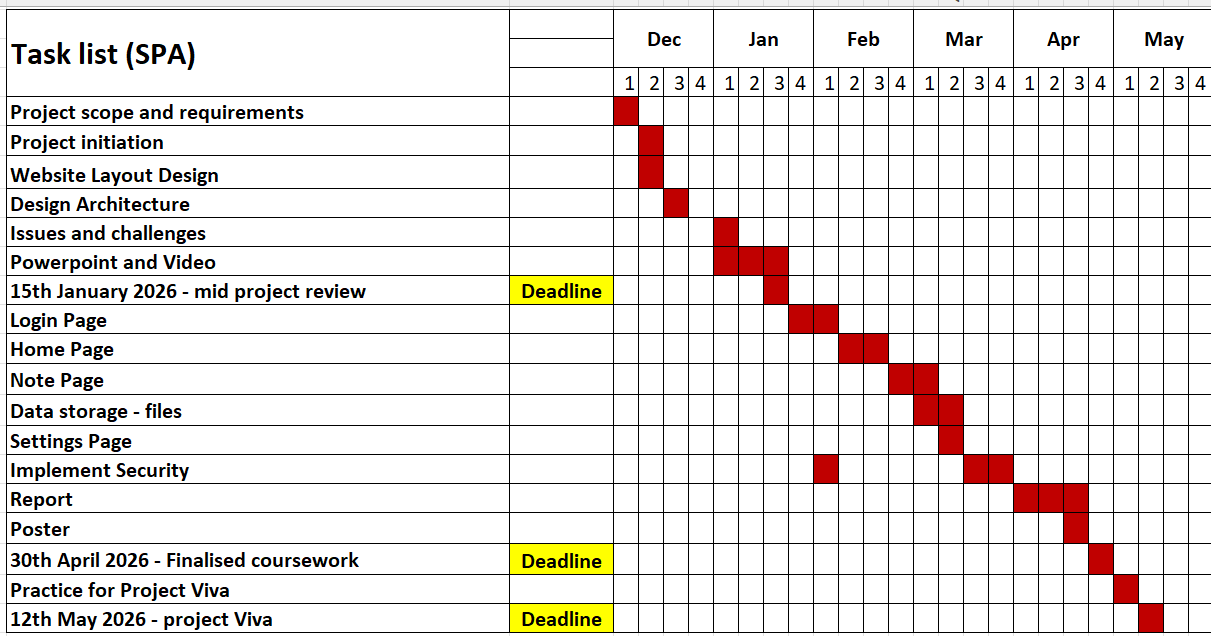 Dec Jan Feb Mar Apr May
Task list (SPA)
1 2 3 4 1 2 3 4 1 2 3 4 1 2 3 4 1 2 3 4 1 2 3 4
Project scope and requirements
Project initiation
Website Layout Design
Design Architecture
Issues and challenges
Powerpoint and Video
15th January 2026 - mid project review Deadline
Login Page
Home Page
Note Page
Data storage - files
Settings Page
Implement Security
Report
Poster
30th April 2026 - Finalised coursework Deadline
Practice for Project Viva
12th May 2026 - project Viva Deadline